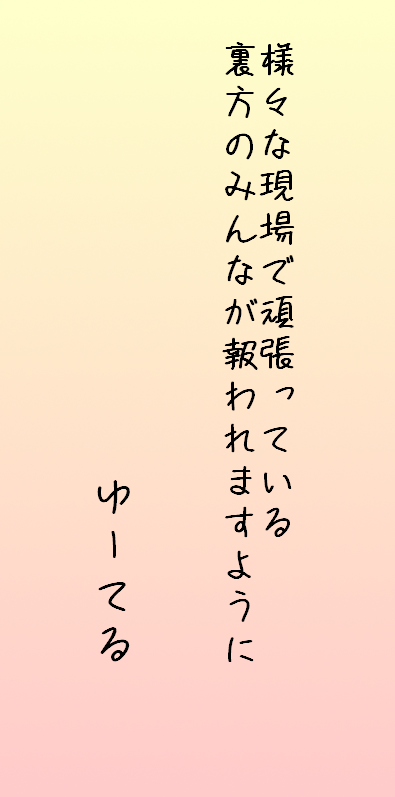 様々な現場で頑張っている
裏方のみんなが報われますように
ゆーてる